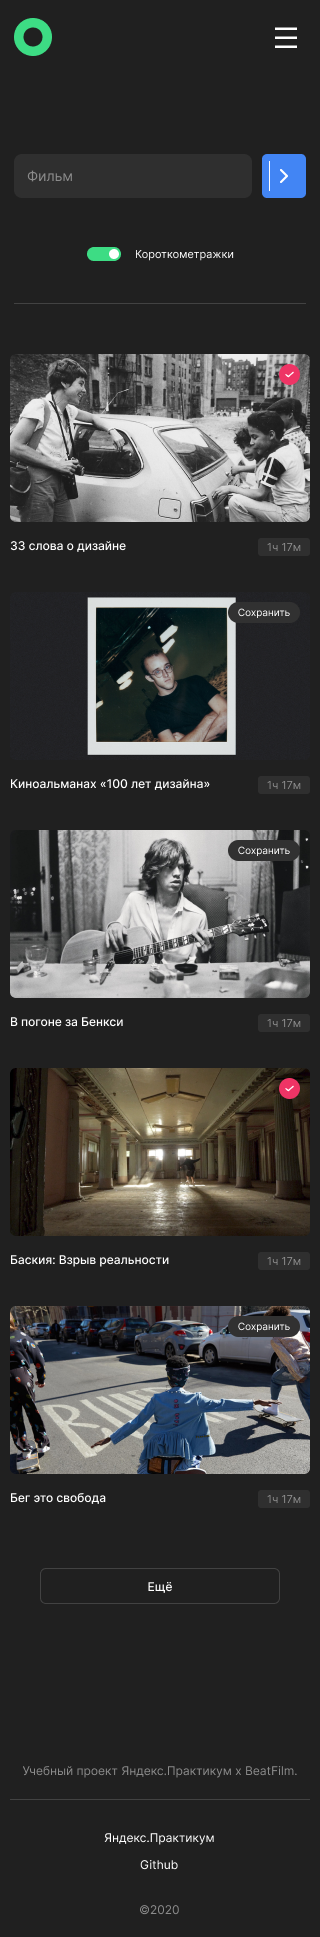 Фильм
Короткометражки
33 слова о дизайне
1ч 17м
Сохранить
Киноальманах «100 лет дизайна»
1ч 17м
Сохранить
В погоне за Бенкси
1ч 17м
Баския: Взрыв реальности
1ч 17м
Сохранить
Бег это свобода
1ч 17м
Ещё
Учебный проект Яндекс.Практикум х BeatFilm.
Яндекс.Практикум
Github
©2020